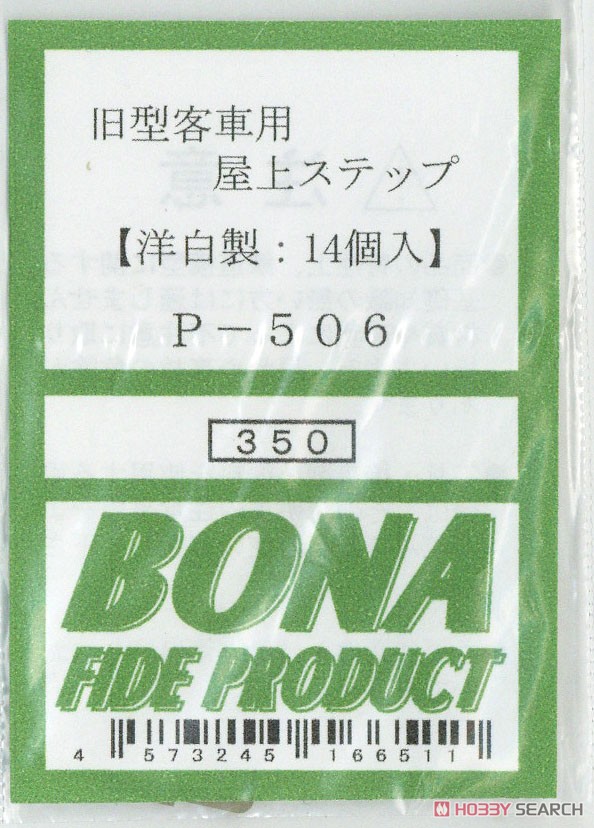 旧型客車用
屋上ステップ
【洋白製：14個入】
P－506
350
BONA
FIDE PRODUCT
4 573245 166511
HOBBY SEARCH